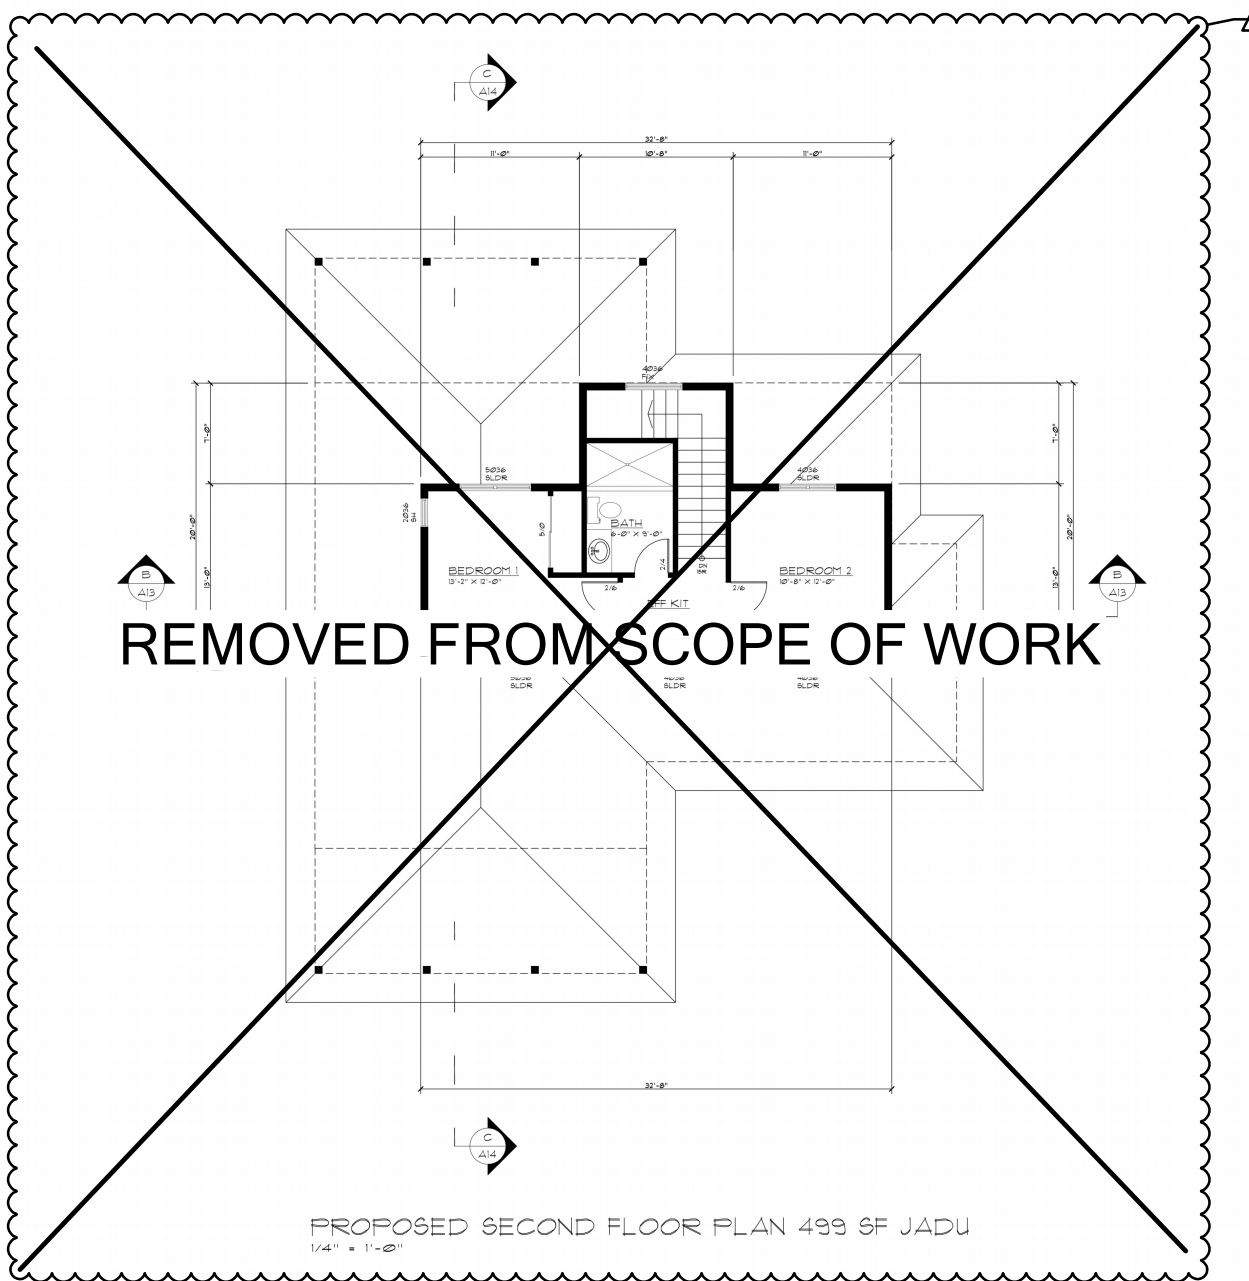 C
A14
32'-8"
11'-0"
10'-8"
11'-0"
4036
FIX
7'-0"
7'-0"
5036
SLDR
4036
SLDR
2036
SH
20'-0"
20'-0"
5/0
BATH
6-0" X 9'-0"
2/4
B
A13
13'-0"
BEDROOM 1
13'-2" X 12'-0"
BEDROOM 2
10'-8" X 12'-0"
13'-0"
B
A13
2/6
2/6
EFF KIT
REMOVED FROM SCOPE OF WORK
SLDR
SLDR
SLDR
32'-8"
C
A14
PROPOSED SECOND FLOOR PLAN 499 SF JADU
1/4" = 1'-0"